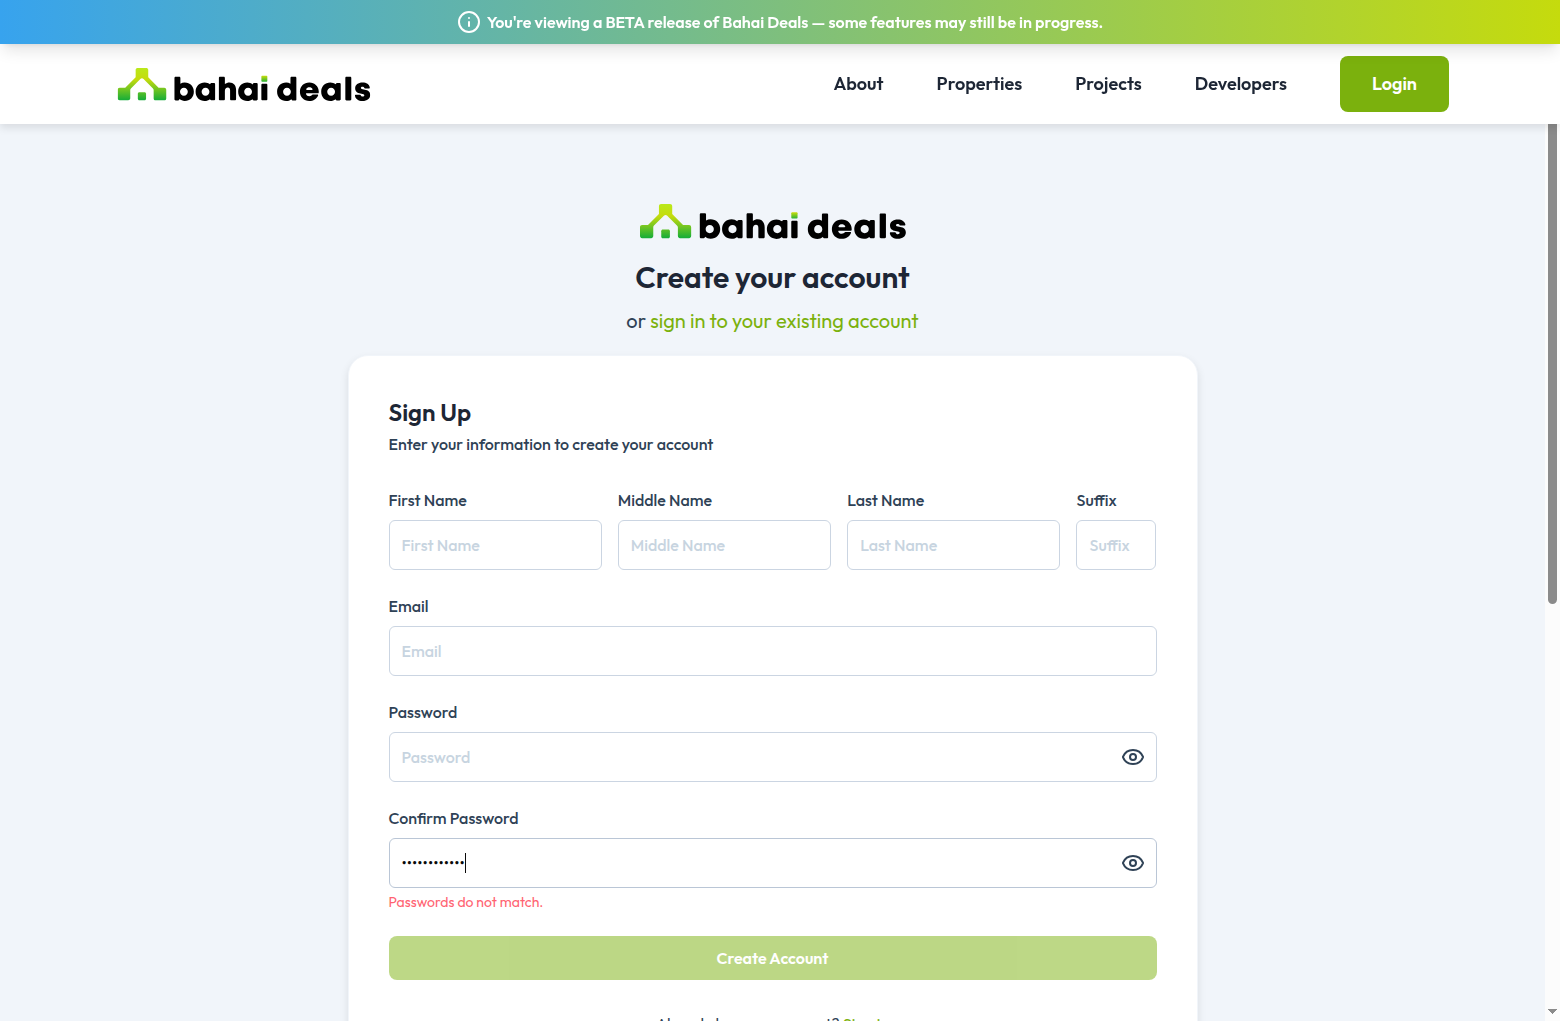 You're viewing a BETA release of Bahai Deals — some features may still be in progress.
bahai deals
About
Properties
Projects
Developers
Login
bahai deals
Create your account
or sign in to your existing account
Sign Up
Enter your information to create your account
First Name
Middle Name
Last Name
Suffix
First Name
Middle Name
Last Name
Suffix
Email
Email
Password
Password
Confirm Password
Passwords do not match.
Create Account